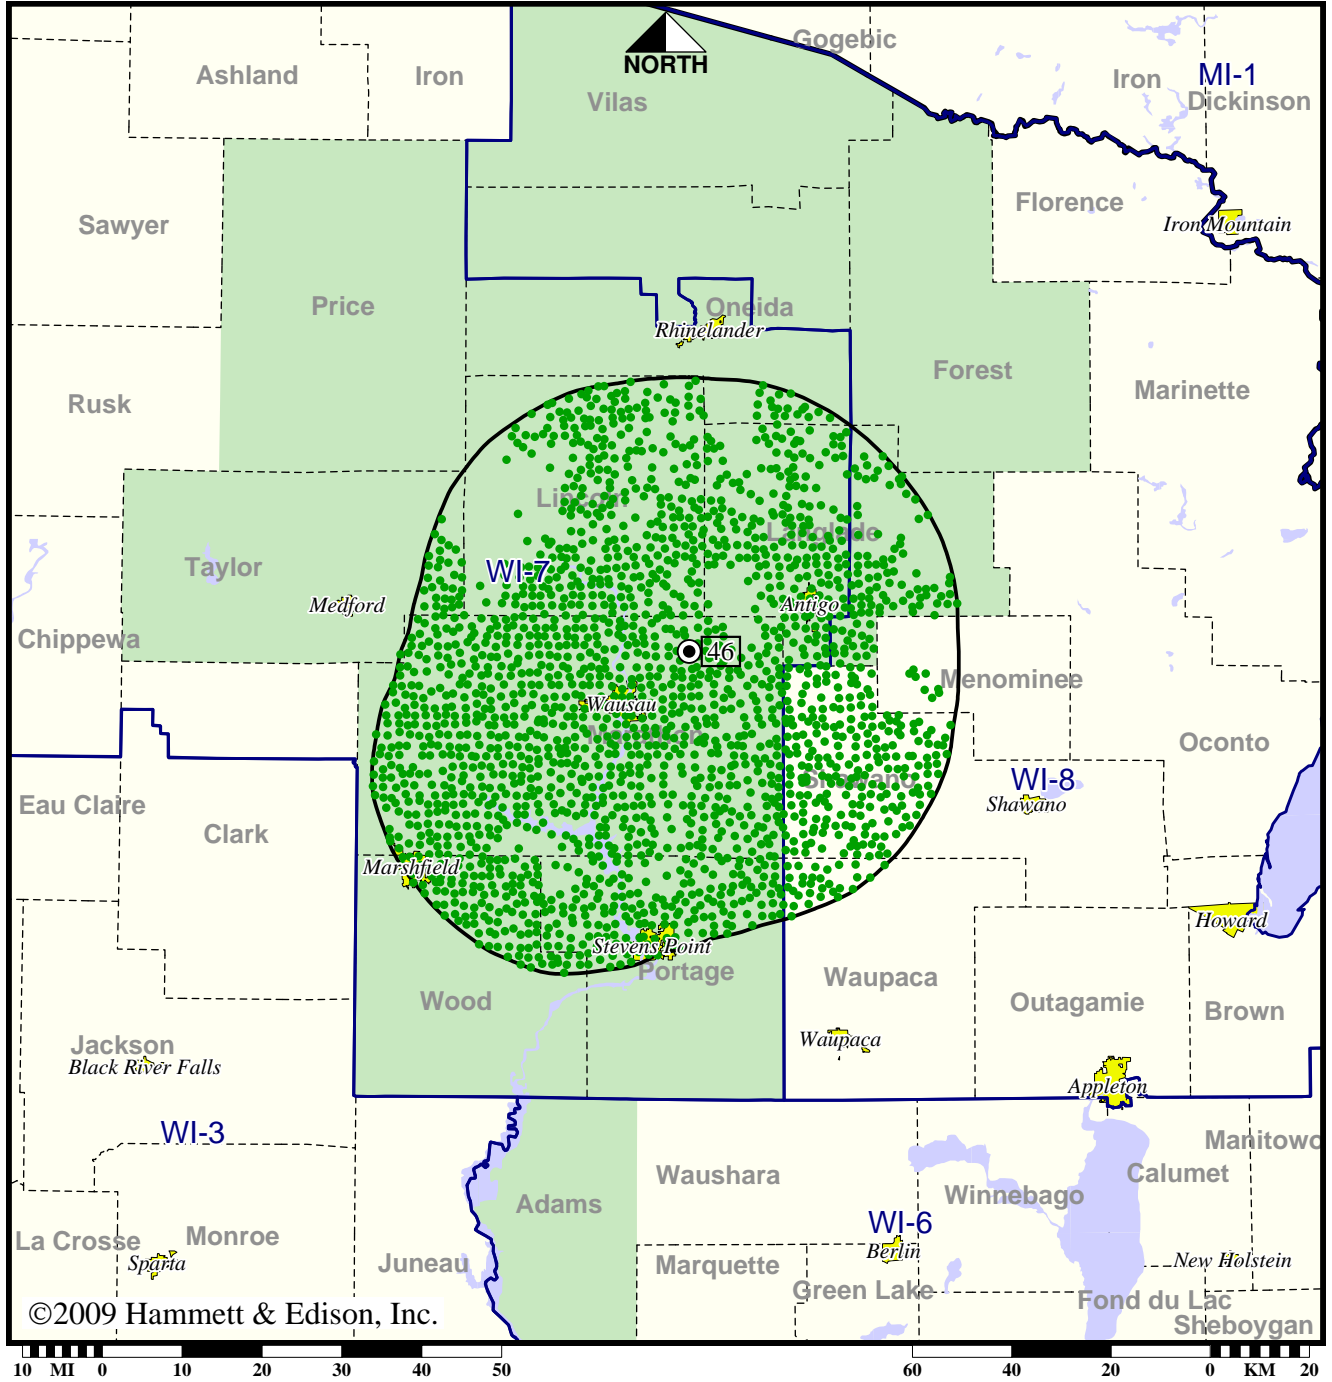 Gogebic
NORTH
Ashland
Iron
Iron
MI-1
Dickinson
Vilas
Florence
Sawyer
Iron Mountain
Price
Oneida
Rhinelander
Forest
Marinette
Rusk
Lincoln
Langlade
Taylor
WI-7
Medford
Antigo
Chippewa
46
Menominee
Wausau
Marathon
Oconto
Shawano
WI-8
Shawano
Eau Claire
Clark
Marshfield
Howard
Stevens Point
Portage
Waupaca
Wood
Outagamie
Brown
Jackson
Black River Falls
Waupaca
Appleton
WI-3
Manitowo
Waushara
Calumet
Winnebago
Adams
WI-6
La Crosse
Monroe
Berlin
Sparta
Juneau
Marquette
New Holstein
Green Lake
Fond du Lac
©2009 Hammett & Edison, Inc.
Sheboygan
10 MI 0 10 20 30 40 50
60 40 20 0 KM 20